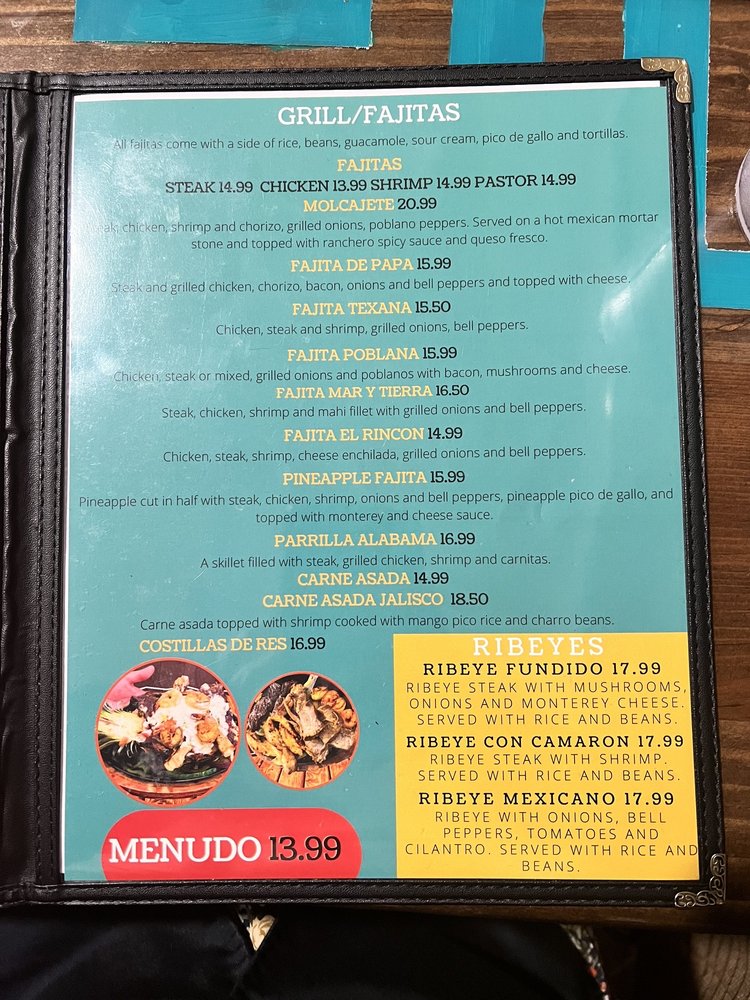 GRILL/FAJITAS
All fajitas come with a side of rice, beans, guacamole, sour cream, pico de gallo and tortillas.
FAJITAS
STEAK 14.99 CHICKEN 13.99 SHRIMP 14.99 PASTOR 14.99
MOLCAJETE 20.99
chicken, shrimp and chorizo, grilled onions, poblano peppers. Served on a hot mexican mortar
stone and topped with ranchero spicy sauce and queso fresco.
FAJITA DE PAPA 15.99
Steak and grilled chicken, chorizo, bacon, onions and bell peppers and topped with cheese.
FAJITA TEXANA 15.50
Chicken, steak and shrimp, grilled onions, bell peppers.
FAJITA POBLANA 15.99
Chicken, steak or mixed, grilled onions and poblanos with bacon, mushrooms and cheese.
FAJITA MAR Y TIERRA 16.50
Steak, chicken, shrimp and mahi fillet with grilled onions and bell peppers.
FAJITA EL RINCON 14.99
Chicken, steak, shrimp, cheese enchilada, grilled onions and bell peppers.
PINEAPPLE FAJITA 15.99
Pineapple cut in half with steak, chicken, shrimp, onions and bell peppers, pineapple pico de gallo, and
topped with monterey and cheese sauce.
PARRILLA ALABAMA 16.99
A skillet filled with steak, grilled chicken, shrimp and carnitas.
CARNE ASADA 14.99
CARNE ASADA JALISCO 18.50
Carne asada topped with shrimp cooked with mango pico rice and charro beans.
COSTILLAS DE RES 16.99
RIBEYES
RIBEYE FUNDIDO 17.99
RIBEYE STEAK WITH MUSHROOMS,
ONIONS AND MONTEREY CHEESE.
SERVED WITH RICE AND BEANS.
RIBEYE CON CAMARON 17.99
RIBEYE STEAK WITH SHRIMP.
SERVED WITH RICE AND BEANS.
RIBEYE MEXICANO 17.99
RIBEYE WITH ONIONS, BELL
PEPPERS, TOMATOES AND
CILANTRO. SERVED WITH RICE AND
BEANS.
MENUDO 13.99